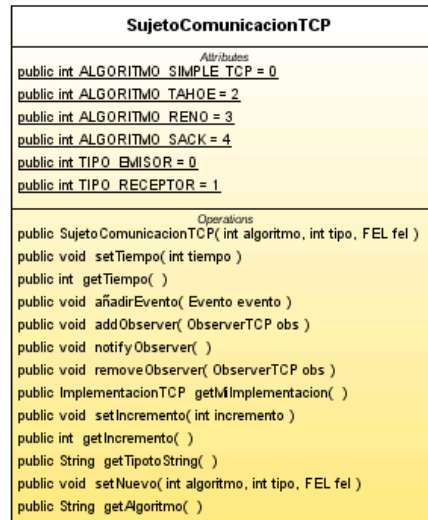 SujetoComunicacionTCP
Attributes
public int ALGORITMO_SIMPLE_TCP = 0
public int ALGORITMO_TAHOE = 2
public int ALGORITMO_RENO = 3
public int ALGORITMO_SACK = 4
public int TIPO_EMISOR = 0
public int TIPO_RECEPTOR = 1
Operations
public SujetoComunicacionTCP( int algoritmo, int tipo, FEL fel )
public void setTiempo( int tiempo )
public int getTiempo( )
public void añadirEvento( Evento evento )
public void addObserver( ObserverTCP obs )
public void notifyObserver( )
public void removeObserver( ObserverTCP obs )
public ImplementacionTCP getMiImplementacion( )
public void setIncremento( int incremento )
public int getIncremento( )
public String getTipotoString( )
public void setNuevo( int algoritmo, int tipo, FEL fel )
public String getAlgoritmo( )